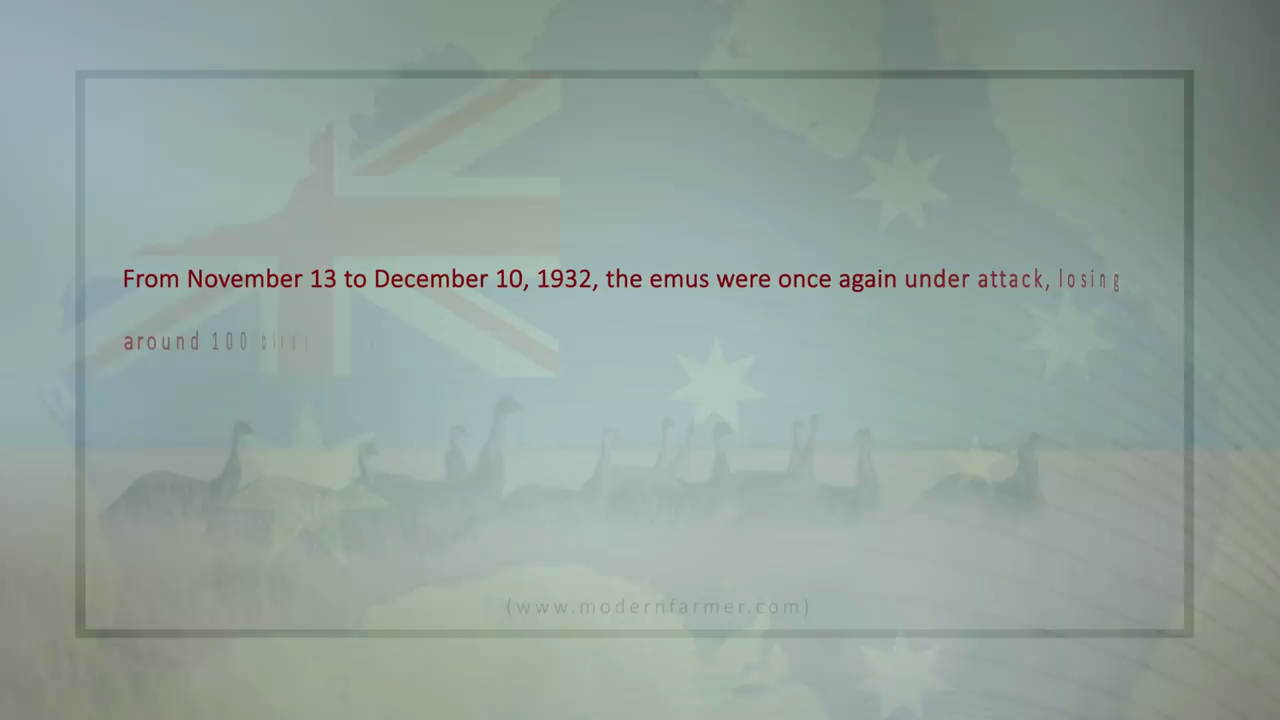 From November 13 to December 10, 1932, the emus were once again under attack, losing
around 100
(www.modernfarmer.com)